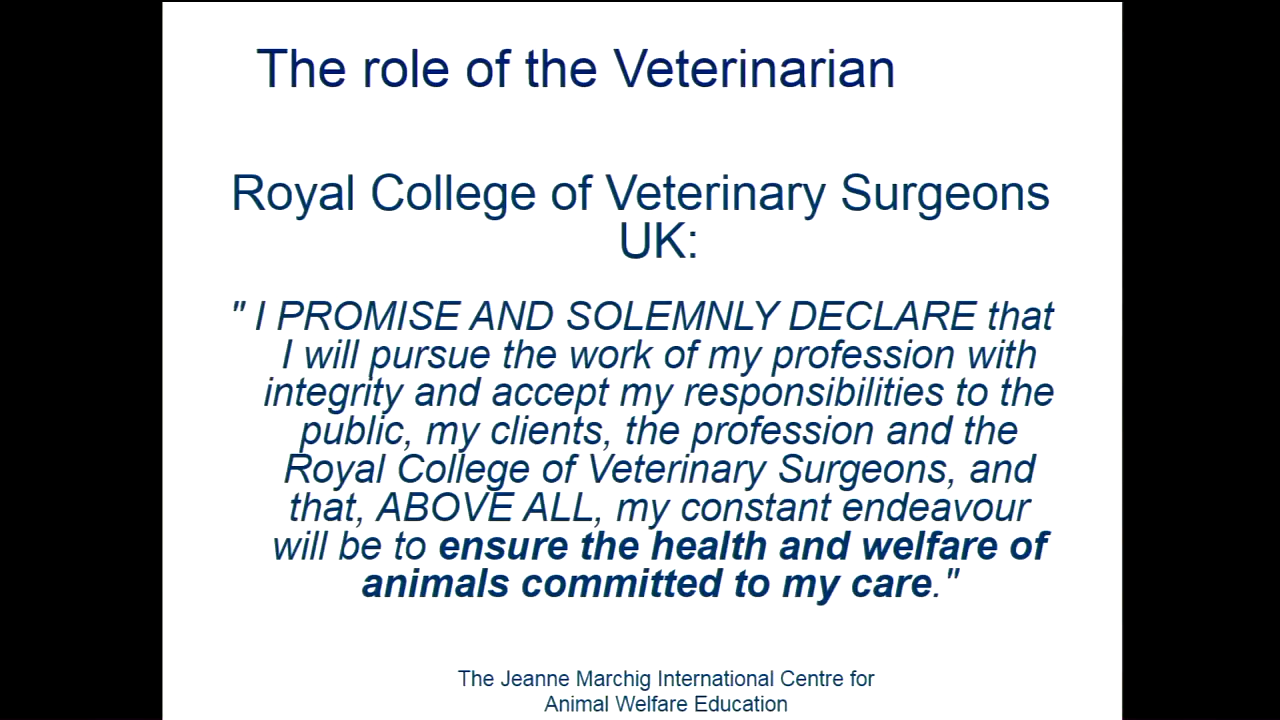 The role of the Veterinarian
Royal College of Veterinary Surgeons
UK:
" I PROMISE AND SOLEMNLY DECLARE that
I will pursue the work of my profession with
integrity and accept my responsibilities to the
public, my clients, the profession and the
Royal College of Veterinary Surgeons, and
that, ABOVE ALL, my constant endeavour
will be to ensure the health and welfare of
animals committed to my care."
The Jeanne Marchig International Centre for
Animal Welfare Education